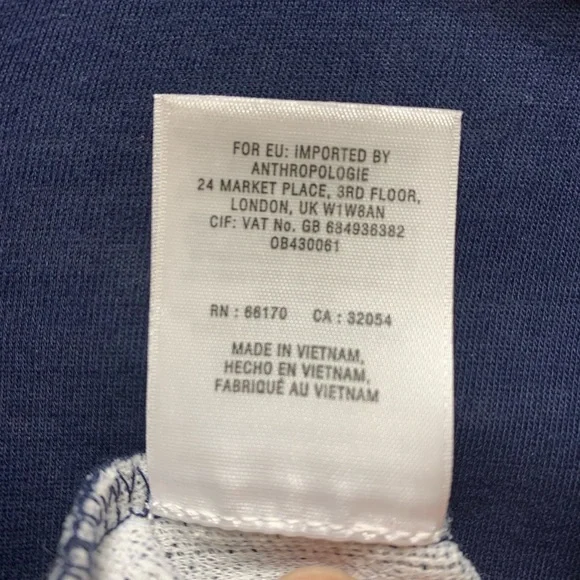 FOR EU: IMPORTED BY
ANTHROPOLOGIE
24 MARKET PLACE, 3RD FLOOR,
LONDON, UK W1W8AN
CIF: VAT No. GB 684936382
OB430061
RN : 66170 CA : 32054
MADE IN VIETNAM,
HECHO EN VIETNAM,
FABRIQUÉ AU VIETNAM